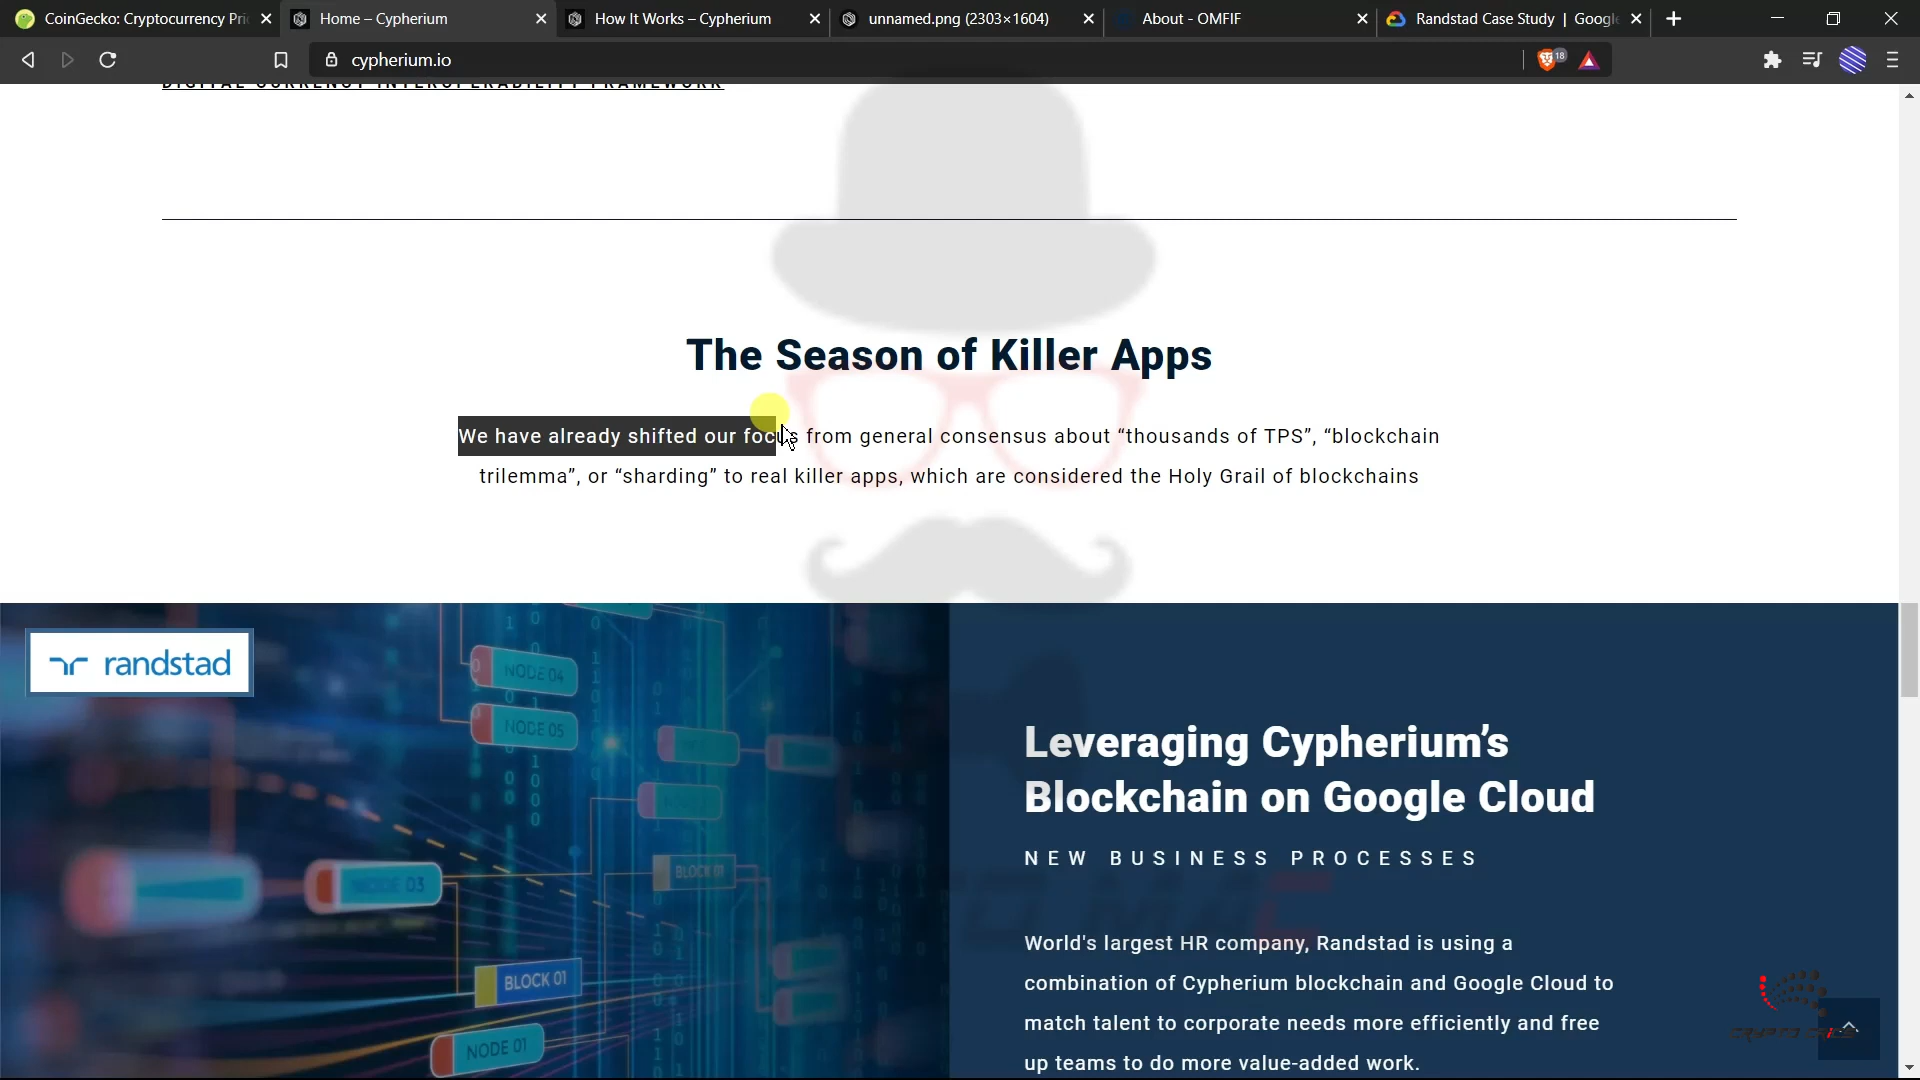 CoinGecko: Cryptocurrency Pri
Home – Cypherium
How It Works – Cypherium
unnamed.png (2303×1604)
About - OMFIF
Randstad Case Study | Googl
cypherium.io
18
DIGITAL CURRENCY INTEROPERABILITY FRAMEWORK
The Season of Killer Apps
We have already shifted our focus from general consensus about “thousands of TPS”, “blockchain
trilemma”, or “sharding” to real killer apps, which are considered the Holy Grail of blockchains
randstad
NODE 04
NODE 05
NODE 03
BLOCK 01
BLOCK 01
NODE 01
Leveraging Cypherium’s
Blockchain on Google Cloud
NEW BUSINESS PROCESSES
World's largest HR company, Randstad is using a
combination of Cypherium blockchain and Google Cloud to
match talent to corporate needs more efficiently and free
up teams to do more value-added work.